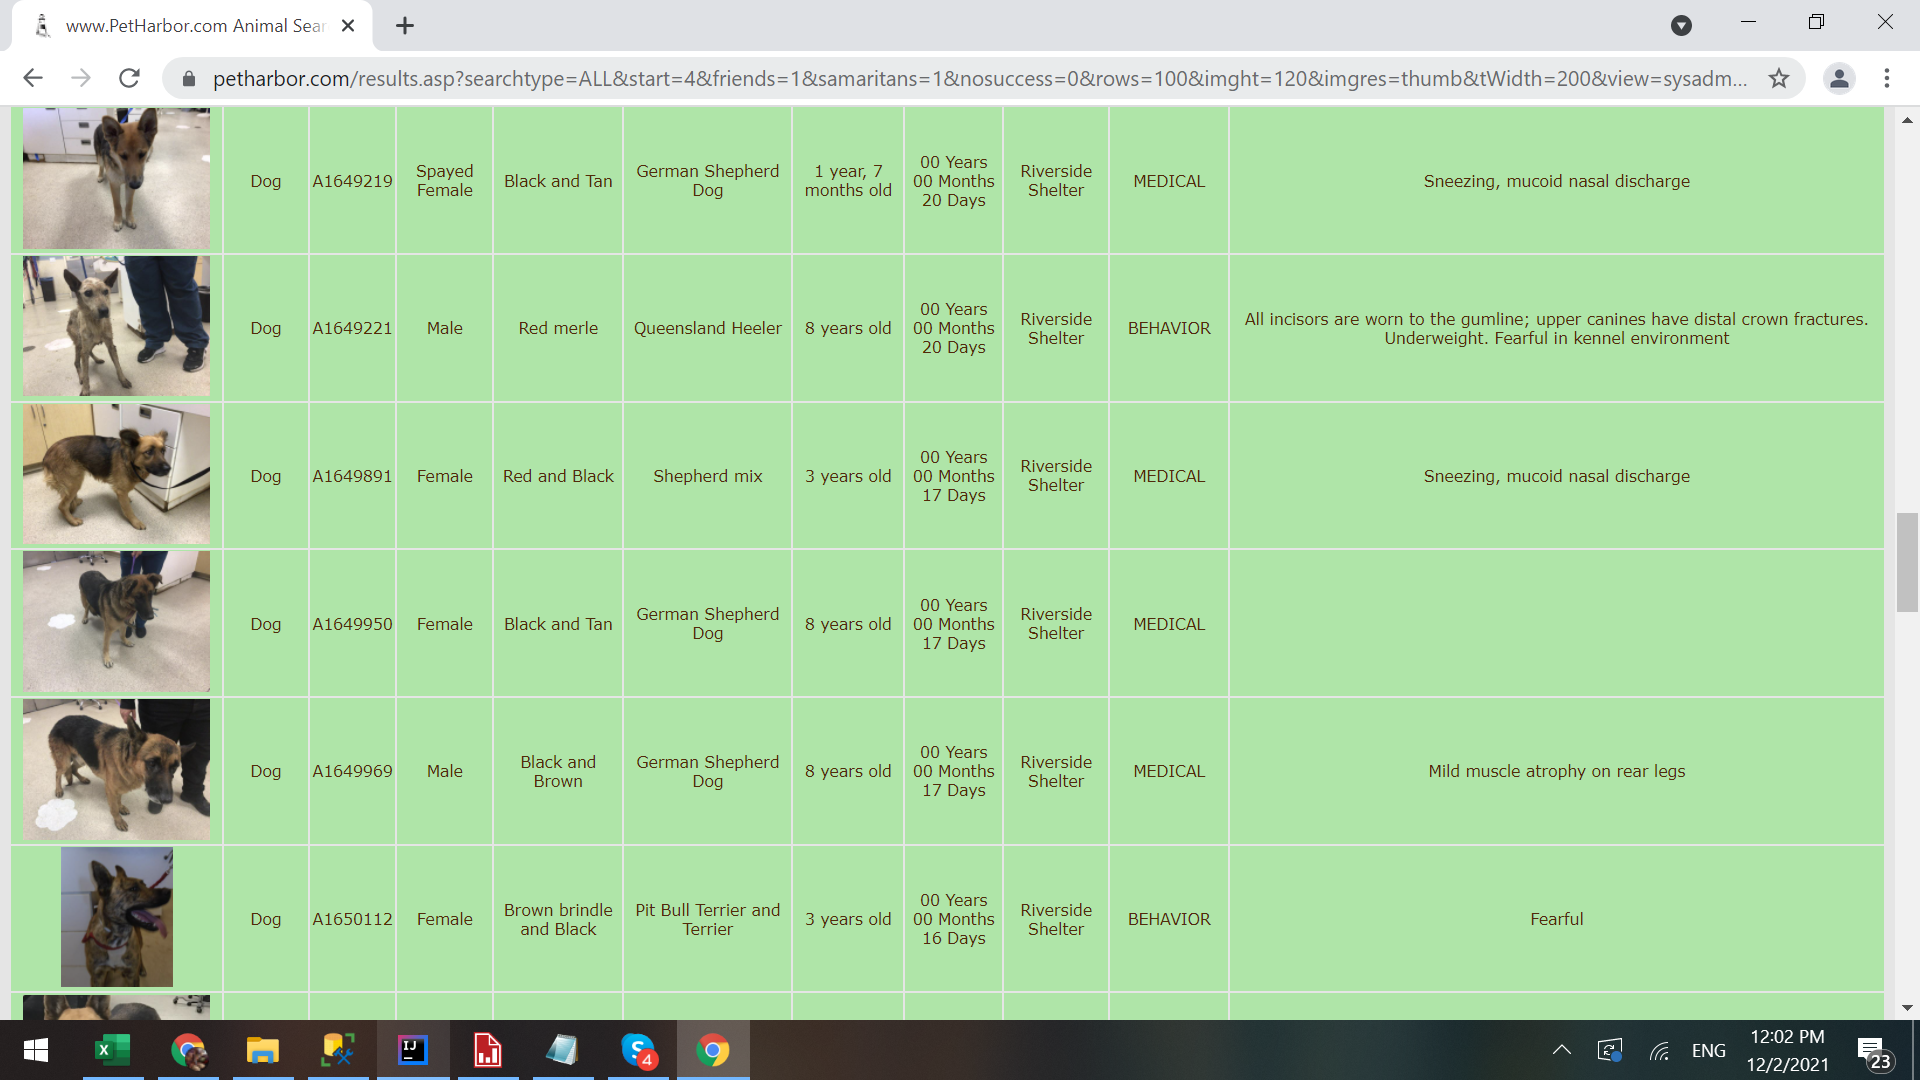 www.PetHarbor.com Animal Sear
petharbor.com/results.asp?searchtype=ALL&start=4&friends=1&samaritans=1&nosuccess=0&rows=100&imght=120&imgres=thumb&tWidth=200&view=sysadm...
Dog
A1649219
Spayed
Female
Black and Tan
German Shepherd
Dog
1 year, 7
months old
00 Years
00 Months
20 Days
Riverside
Shelter
MEDICAL
Sneezing, mucoid nasal discharge
Dog
A1649221
Male
Red merle
Queensland Heeler
8 years old
00 Years
00 Months
20 Days
Riverside
Shelter
BEHAVIOR
All incisors are worn to the gumline; upper canines have distal crown fractures.
Underweight. Fearful in kennel environment
Dog
A1649891
Female
Red and Black
Shepherd mix
3 years old
00 Years
00 Months
17 Days
Riverside
Shelter
MEDICAL
Sneezing, mucoid nasal discharge
Dog
A1649950
Female
Black and Tan
German Shepherd
Dog
8 years old
00 Years
00 Months
17 Days
Riverside
Shelter
MEDICAL
Dog
A1649969
Male
Black and
Brown
German Shepherd
Dog
8 years old
00 Years
00 Months
17 Days
Riverside
Shelter
MEDICAL
Mild muscle atrophy on rear legs
Dog
A1650112
Female
Brown brindle
and Black
Pit Bull Terrier and
Terrier
3 years old
00 Years
00 Months
16 Days
Riverside
Shelter
BEHAVIOR
Fearful
X
IJ
S
4
ENG
12:02 PM
12/2/2021
23